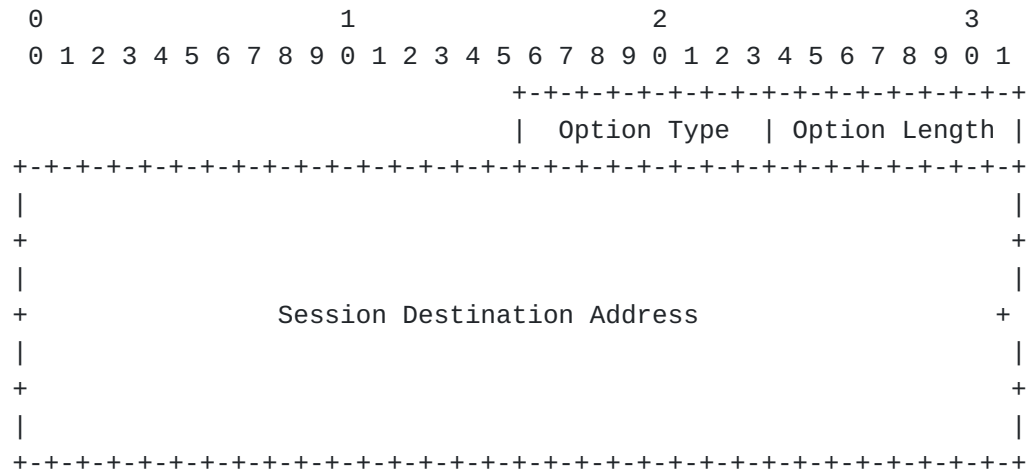 0                   1                   2                   3
 0 1 2 3 4 5 6 7 8 9 0 1 2 3 4 5 6 7 8 9 0 1 2 3 4 5 6 7 8 9 0 1
                                +-+-+-+-+-+-+-+-+-+-+-+-+-+-+-+-+
                                |  Option Type  | Option Length |
+-+-+-+-+-+-+-+-+-+-+-+-+-+-+-+-+-+-+-+-+-+-+-+-+-+-+-+-+-+-+-+-+
|                                                               |
+                                                               +
|                                                               |
+                Session Destination Address                   +
|                                                               |
+                                                               +
|                                                               |
+-+-+-+-+-+-+-+-+-+-+-+-+-+-+-+-+-+-+-+-+-+-+-+-+-+-+-+-+-+-+-+-+